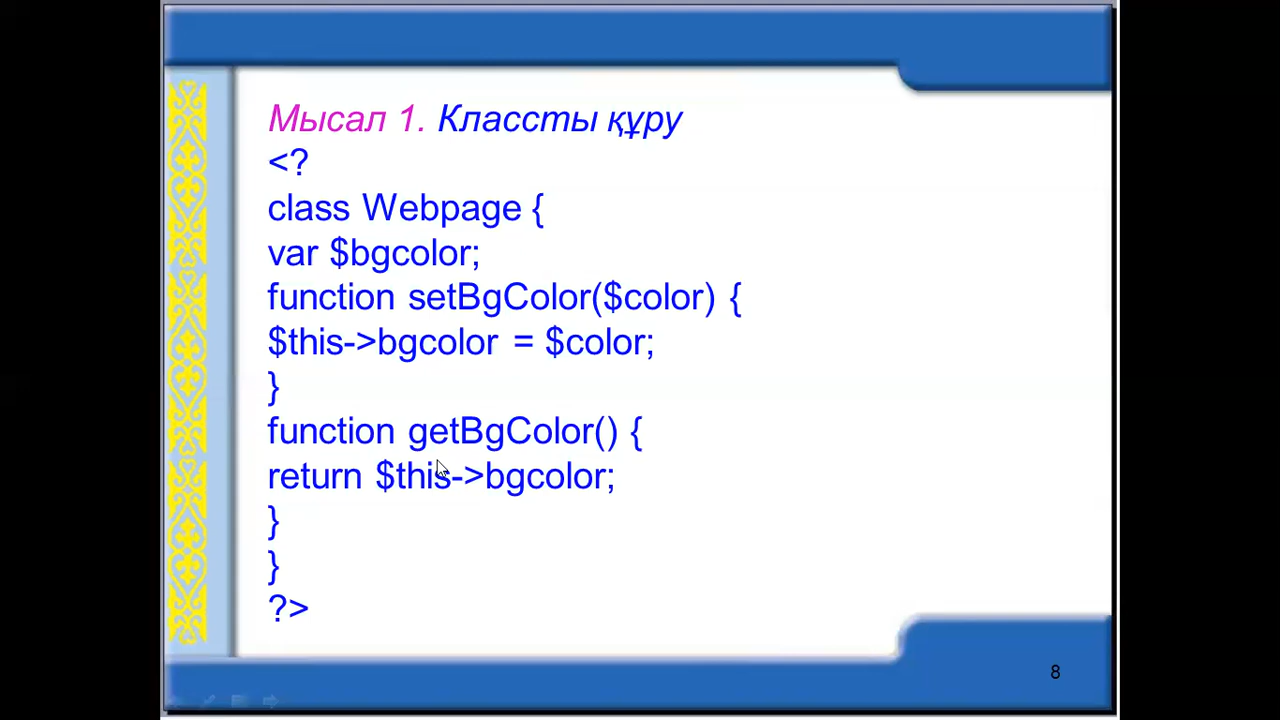 Мысал 1. Классты құру
<?
class Webpage {
var $bgcolor;
function setBgColor($color) {
$this->bgcolor = $color;
}
function getBgColor() {
return $this->bgcolor;
}
}
?>
8